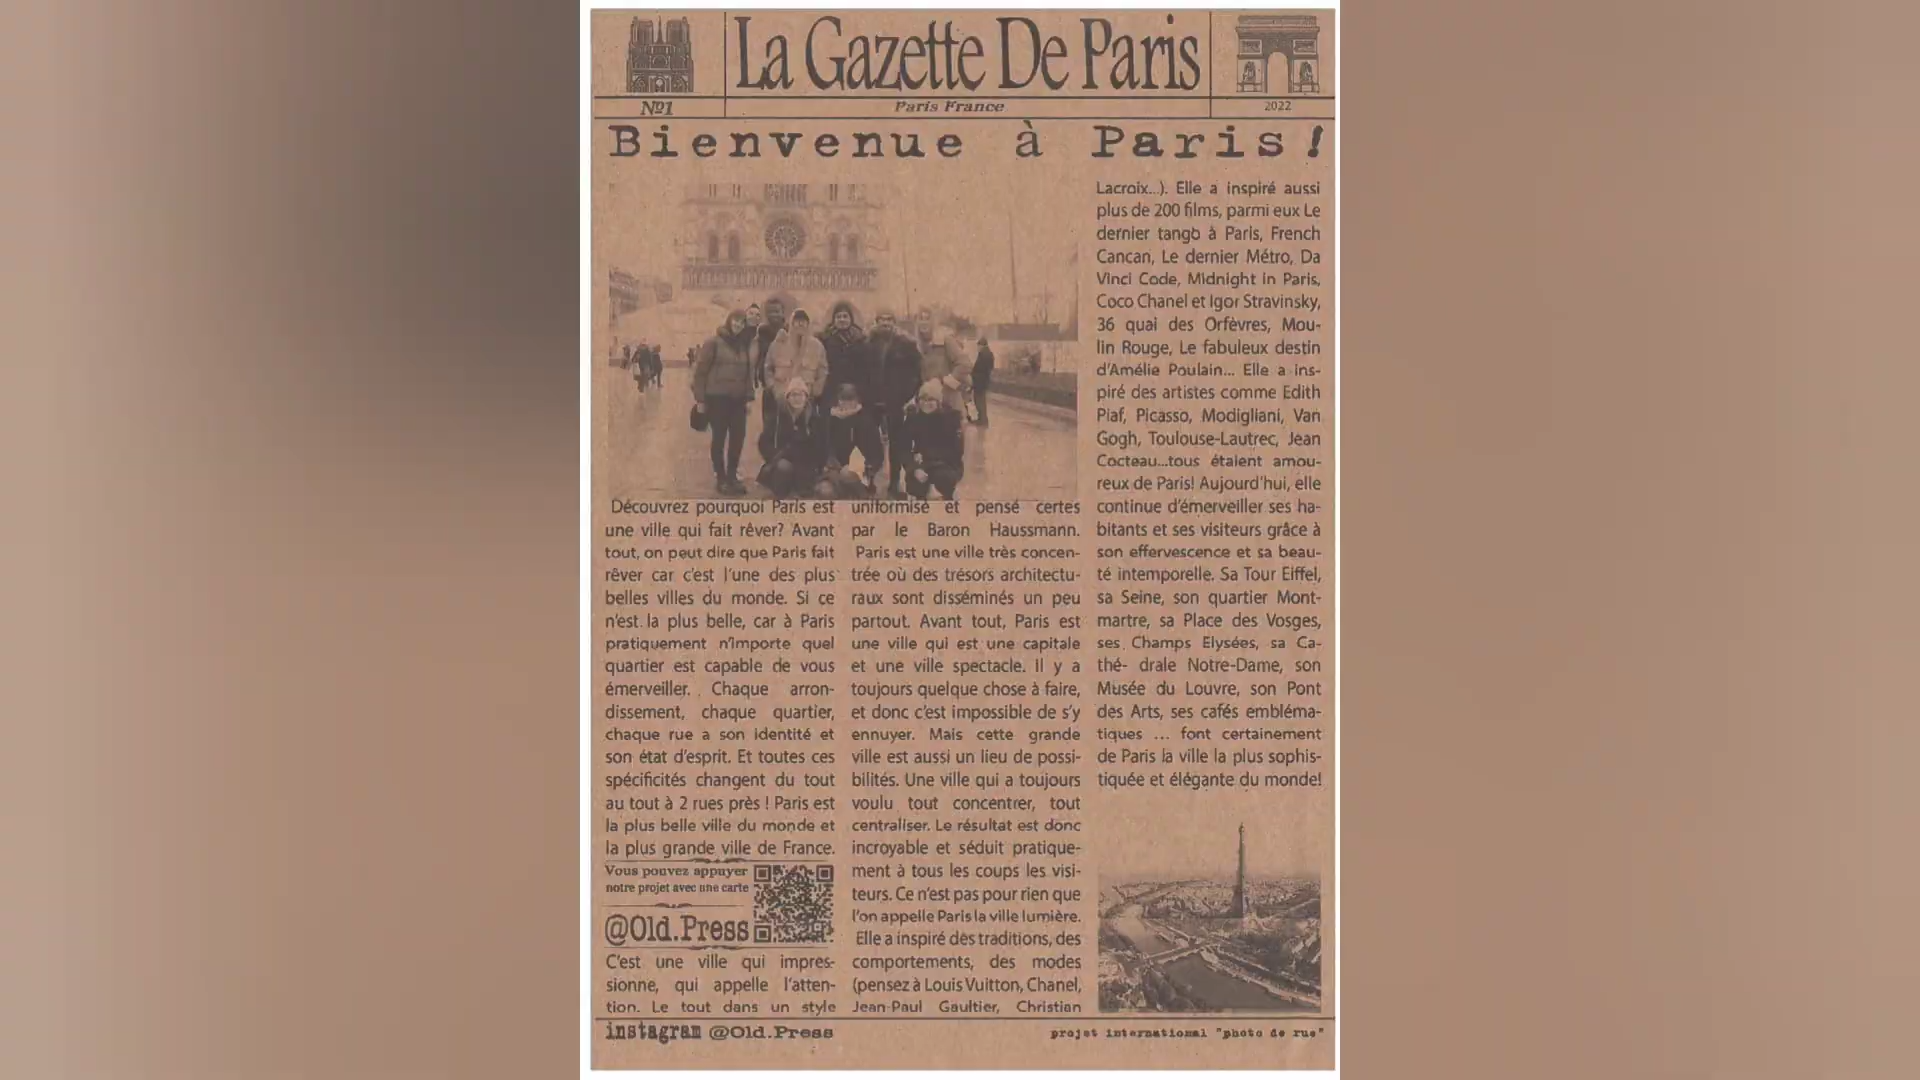 La Gazette De Paris
Nº1
Paris France
2022
Bienvenue à Paris!
Découvrez pourquoi Paris est
une ville qui fait rêver? Avant
tout, on peut dire que Paris fait
rêver car c'est l'une des plus
belles villes du monde. Si ce
n'est la plus belle, car à Paris
pratiquement n'importe quel
quartier est capable de vous
émerveiller. Chaque arron-
dissement, chaque quartier,
chaque rue a son identité et
son état d'esprit. Et toutes ces
spécificités changent du tout
au tout à 2 rues près ! Paris est
la plus belle ville du monde et
la plus grande ville de France.
Vous pouvez appuyer
notre projet avec une carte
@Old.Press
C'est une ville qui impres-
sionne, qui appelle l'atten-
tion. Le tout dans un style
uniformisé et pensé certes
par le Baron Haussmann.
Paris est une ville très concen-
trée où des trésors architectu-
raux sont disséminés un peu
partout. Avant tout, Paris est
une ville qui est une capitale
et une ville spectacle. Il y a
toujours quelque chose à faire,
et donc c'est impossible de s'y
ennuyer. Mais cette grande
ville est aussi un lieu de possi-
bilités. Une ville qui a toujours
voulu tout concentrer, tout
centraliser. Le résultat est donc
incroyable et séduit pratique-
ment à tous les coups les visi-
teurs. Ce n'est pas pour rien que
l'on appelle Paris la ville lumière.
Elle a inspiré des traditions, des
comportements, des modes
(pensez à Louis Vuitton, Chanel,
Jean-Paul Gaultier, Christian
Lacroix...). Elle a inspiré aussi
plus de 200 films, parmi eux Le
dernier tango à Paris, French
Cancan, Le dernier Métro, Da
Vinci Code, Midnight in Paris,
Coco Chanel et Igor Stravinsky,
36 quai des Orfèvres, Mou-
lin Rouge, Le fabuleux destin
d'Amélie Poulain... Elle a ins-
piré des artistes comme Edith
Piaf, Picasso, Modigliani, Van
Gogh, Toulouse-Lautrec, Jean
Cocteau...tous étaient amou-
reux de Paris! Aujourd'hui, elle
continue d'émerveiller ses ha-
bitants et ses visiteurs grâce à
son effervescence et sa beau-
té intemporelle. Sa Tour Eiffel,
sa Seine, son quartier Mont-
martre, sa Place des Vosges,
ses Champs Elysées, sa Ca-
thé- drale Notre-Dame, son
Musée du Louvre, son Pont
des Arts, ses cafés embléma-
tiques ... font certainement
de Paris la ville la plus sophis-
tiquée et élégante du monde!
instagram @Old.Press
projet international "photo de rue"